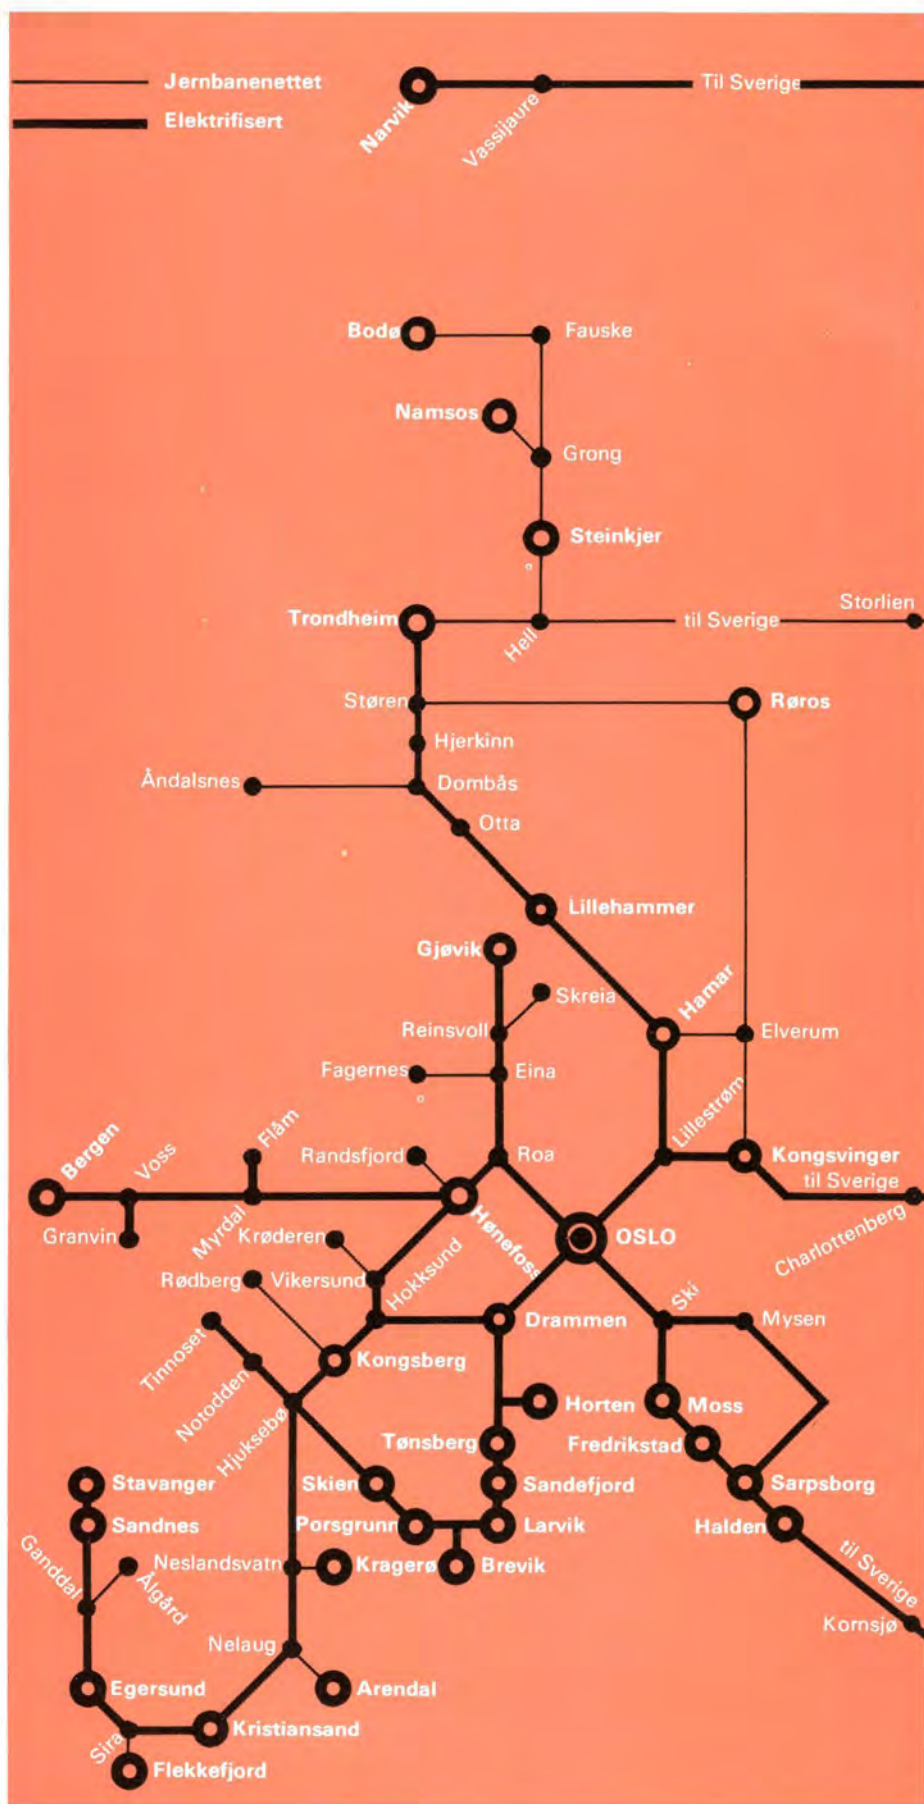 Jernbanenettet
Elektrifisert
Narvik
Vassijaure
Til Sverige
Bodø
Fauske
Namsos
Grong
Steinkjer
Trondheim
Hell
til Sverige
Storlien
Støren
Røros
Hjerkinn
Åndalsnes
Dombås
Otta
Lillehammer
Gjøvik
Skreia
Hamar
Reinsvoll
Elverum
Fagernes
Eina
Lillestrøm
Bergen
Voss
Flåm
Randsfjord
Roa
Kongsvinger
til Sverige
Charlottenberg
Granvin
Myrdal
Krøderen
Hønefoss
OSLO
Rødberg
Vikersund
Hokksund
Ski
Mysen
Drammen
Tinnoset
Notodden
Kongsberg
Hjuksebø
Horten
Moss
Tønsberg
Fredrikstad
Stavanger
Skien
Sandefjord
Sarpsborg
Sandnes
Porsgrunn
Larvik
Halden
Ganddal
Ålgård
Neslandsvatn
Kragerø
Brevik
til Sverige
Kornsjø
Nelaug
Egersund
Arendal
Sira
Kristiansand
Flekkefjord